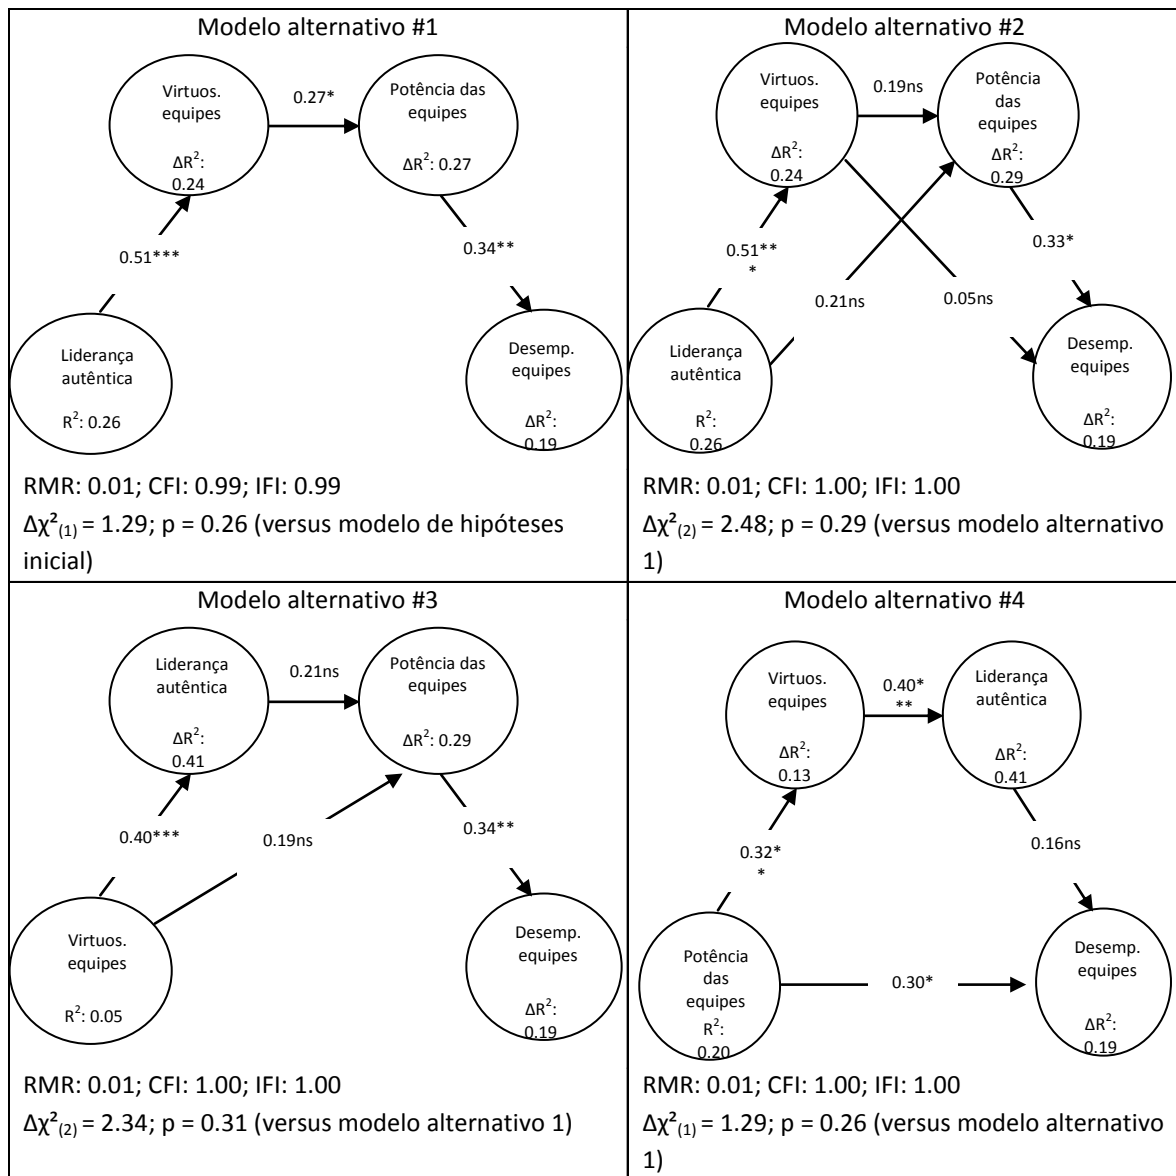 Modelo alternativo #1
Virtuos.
equipes
ΔR²:
0.24
0.27*
Potência das
equipes
ΔR²: 0.27
0.51***
0.34**
Liderança
autêntica
R²: 0.26
Desemp.
equipes
ΔR²:
0.19
RMR: 0.01; CFI: 0.99; IFI: 0.99
Δχ²(1) = 1.29; p = 0.26 (versus modelo de hipóteses
inicial)
Modelo alternativo #2
Virtuos.
equipes
ΔR²:
0.24
0.19ns
Potência
das
equipes
ΔR²:
0.29
0.51**
*
0.33*
0.21ns
0.05ns
Liderança
autêntica
R²:
0.26
Desemp.
equipes
ΔR²:
0.19
RMR: 0.01; CFI: 1.00; IFI: 1.00
Δχ²(2) = 2.48; p = 0.29 (versus modelo alternativo
1)
Modelo alternativo #3
Liderança
autêntica
ΔR²:
0.41
0.21ns
Potência das
equipes
ΔR²: 0.29
0.40***
0.19ns
0.34**
Virtuos.
equipes
R²: 0.05
Desemp.
equipes
ΔR²:
0.19
RMR: 0.01; CFI: 1.00; IFI: 1.00
Δχ²(2) = 2.34; p = 0.31 (versus modelo alternativo 1)
Modelo alternativo #4
Virtuos.
equipes
ΔR²:
0.13
0.40*
**
Liderança
autêntica
ΔR²:
0.41
0.32*
*
0.16ns
Potência
das
equipes
R²:
0.20
0.30*
Desemp.
equipes
ΔR²:
0.19
RMR: 0.01; CFI: 1.00; IFI: 1.00
Δχ²(1) = 1.29; p = 0.26 (versus modelo alternativo
1)